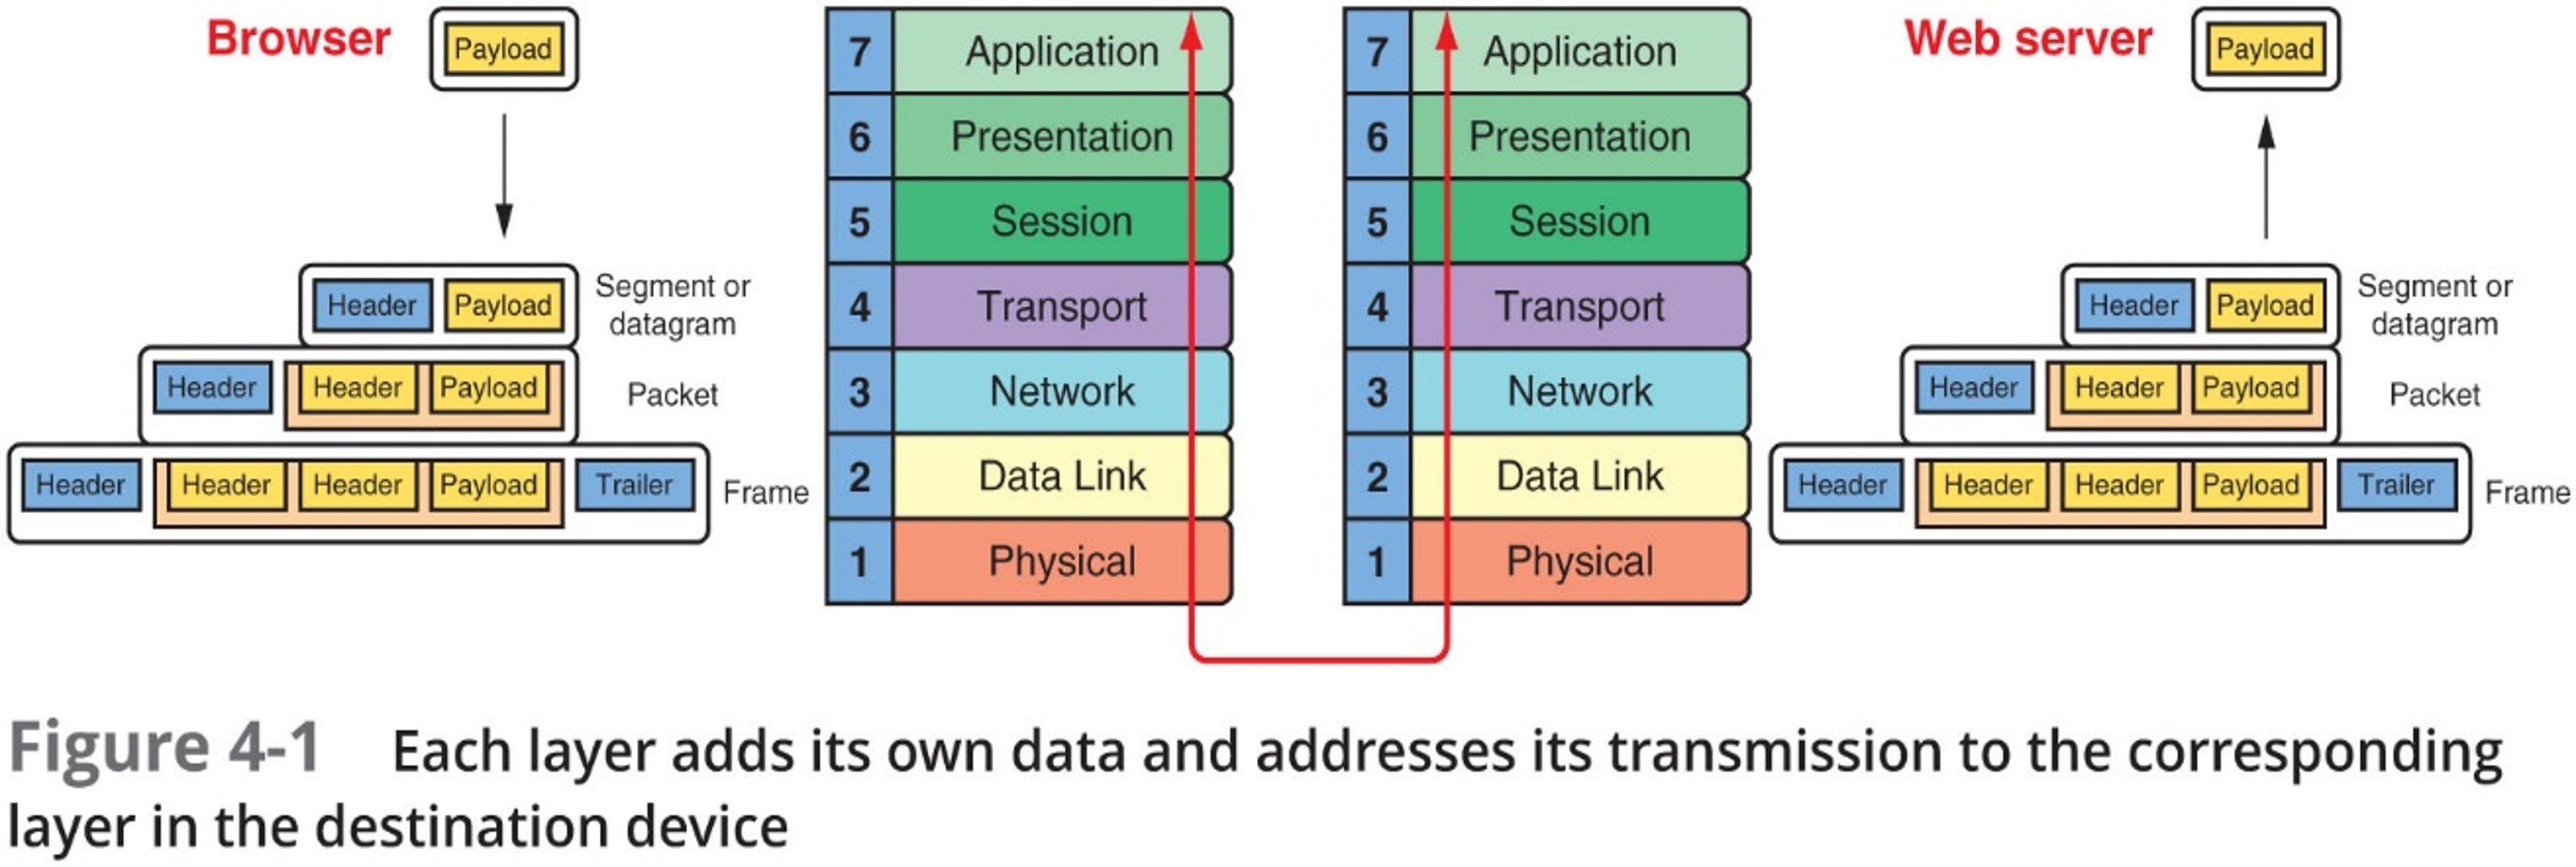 Browser
Payload
Header Payload
Segment or
datagram
Header Header Payload
Packet
Header Header Header Payload Trailer
Frame
7 Application
6 Presentation
5 Session
4 Transport
3 Network
2 Data Link
1 Physical
7 Application
6 Presentation
5 Session
4 Transport
3 Network
2 Data Link
1 Physical
Web server
Payload
Header Payload
Segment or
datagram
Header Header Payload
Packet
Header Header Header Payload Trailer
Frame
Figure 4-1 Each layer adds its own data and addresses its transmission to the corresponding
layer in the destination device